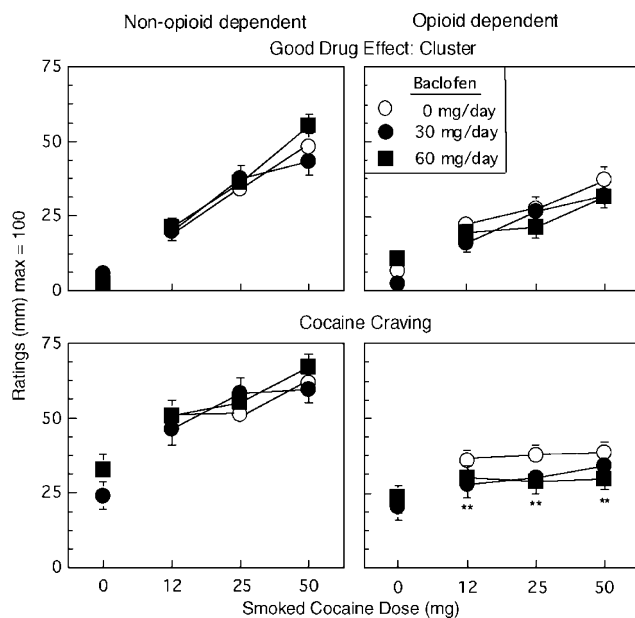 Non-opioid dependent
Opioid dependent
Good Drug Effect: Cluster
75
50
25
0
Baclofen
0 mg/day
30 mg/day
60 mg/day
Ratings (mm) max = 100
Cocaine Craving
75
50
25
0
**
**
**
0
12
25
50
0
12
25
50
Smoked Cocaine Dose (mg)